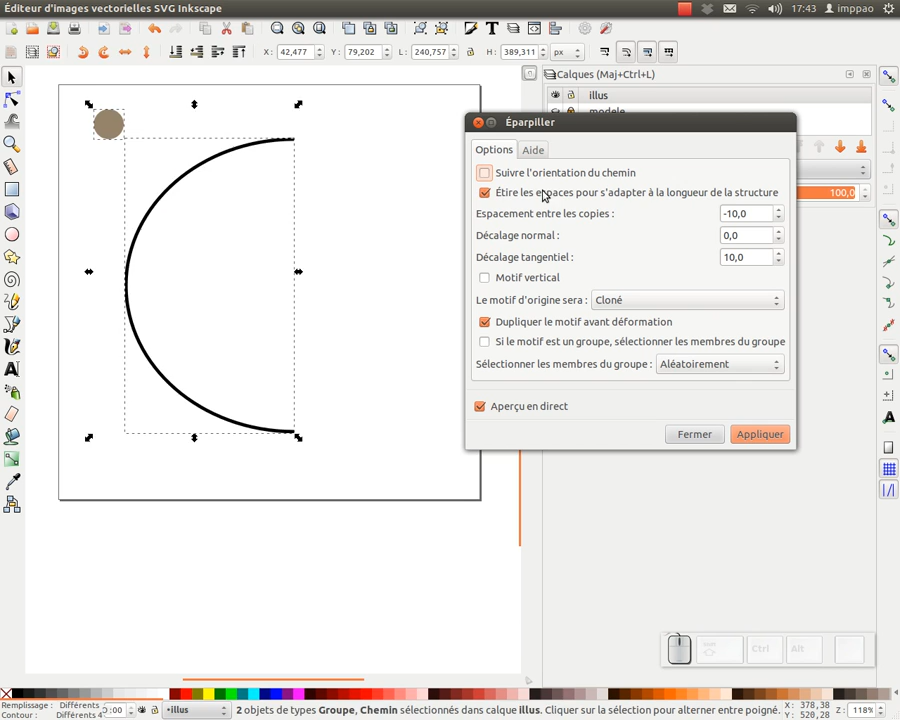 Éditeur d'images vectorielles SVG Inkscape
17:43 imppao
X: 42,477 Y: 79,202 L: 240,757 H: 389,311 px
Calques (Maj+Ctrl+L)
illus
modele
100,0
Éparpiller
Options Aide
Suivre l'orientation du chemin
Étire les espaces pour s'adapter à la longueur de la structure
Espacement entre les copies : -10,0
Décalage normal : 0,0
Décalage tangentiel : 10,0
Motif vertical
Le motif d'origine sera : Cloné
Dupliquer le motif avant déformation
Si le motif est un groupe, sélectionner les membres du groupe
Sélectionner les membres du groupe : Aléatoirement
Aperçu en direct
Fermer Appliquer
Ctrl Alt
Remplissage : Différents
Contour : Différents 4
:00
•illus
2 objets de types Groupe, Chemin sélectionnés dans calque illus. Cliquer sur la sélection pour alterner entre poigné.
X: 378,38
Y: 520,28
Z: 118%